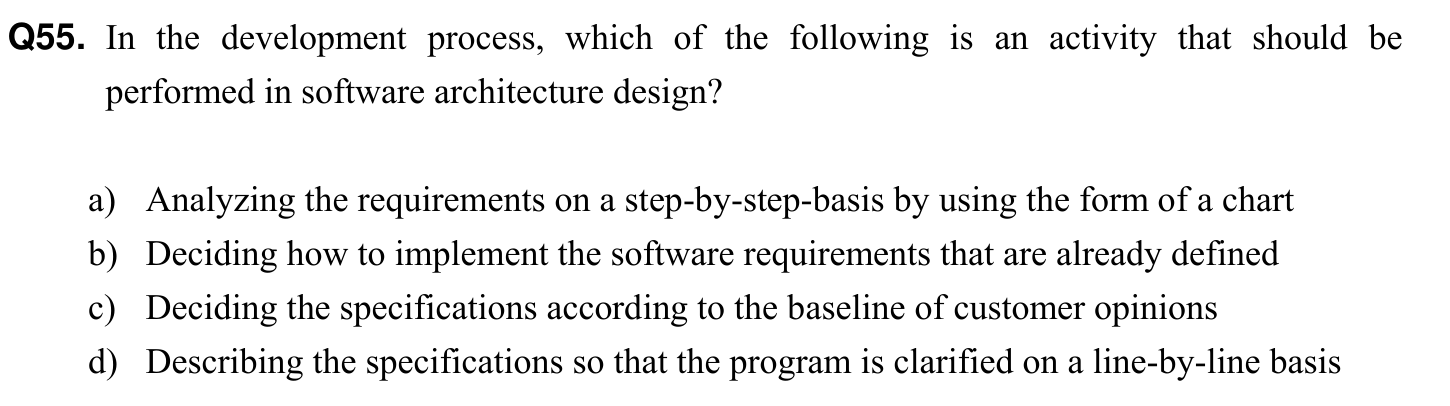 Q55. In the development process, which of the following is an activity that should be
performed in software architecture design?
a) Analyzing the requirements on a step-by-step-basis by using the form of a chart
b) Deciding how to implement the software requirements that are already defined
c) Deciding the specifications according to the baseline of customer opinions
d) Describing the specifications so that the program is clarified on a line-by-line basis